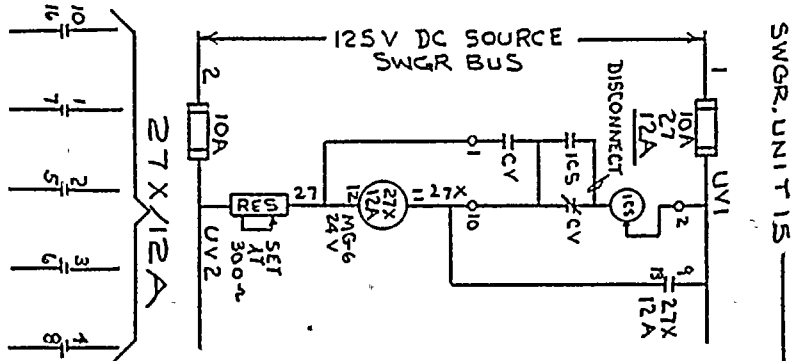 SWGR. UNIT 15
125V DC SOURCE
SWGR BUS
2
1
10A
10A
27
12A
DISCONNECT
UV1
1
CV
ICS
RES
27
12
27X
12A
27X
10
CV
ICS
2
MG-6
24V
SET
AT
300Ω
UV2
9
13
27X
12A
27X/12A
10
16
1
7
2
5
3
6
4
8